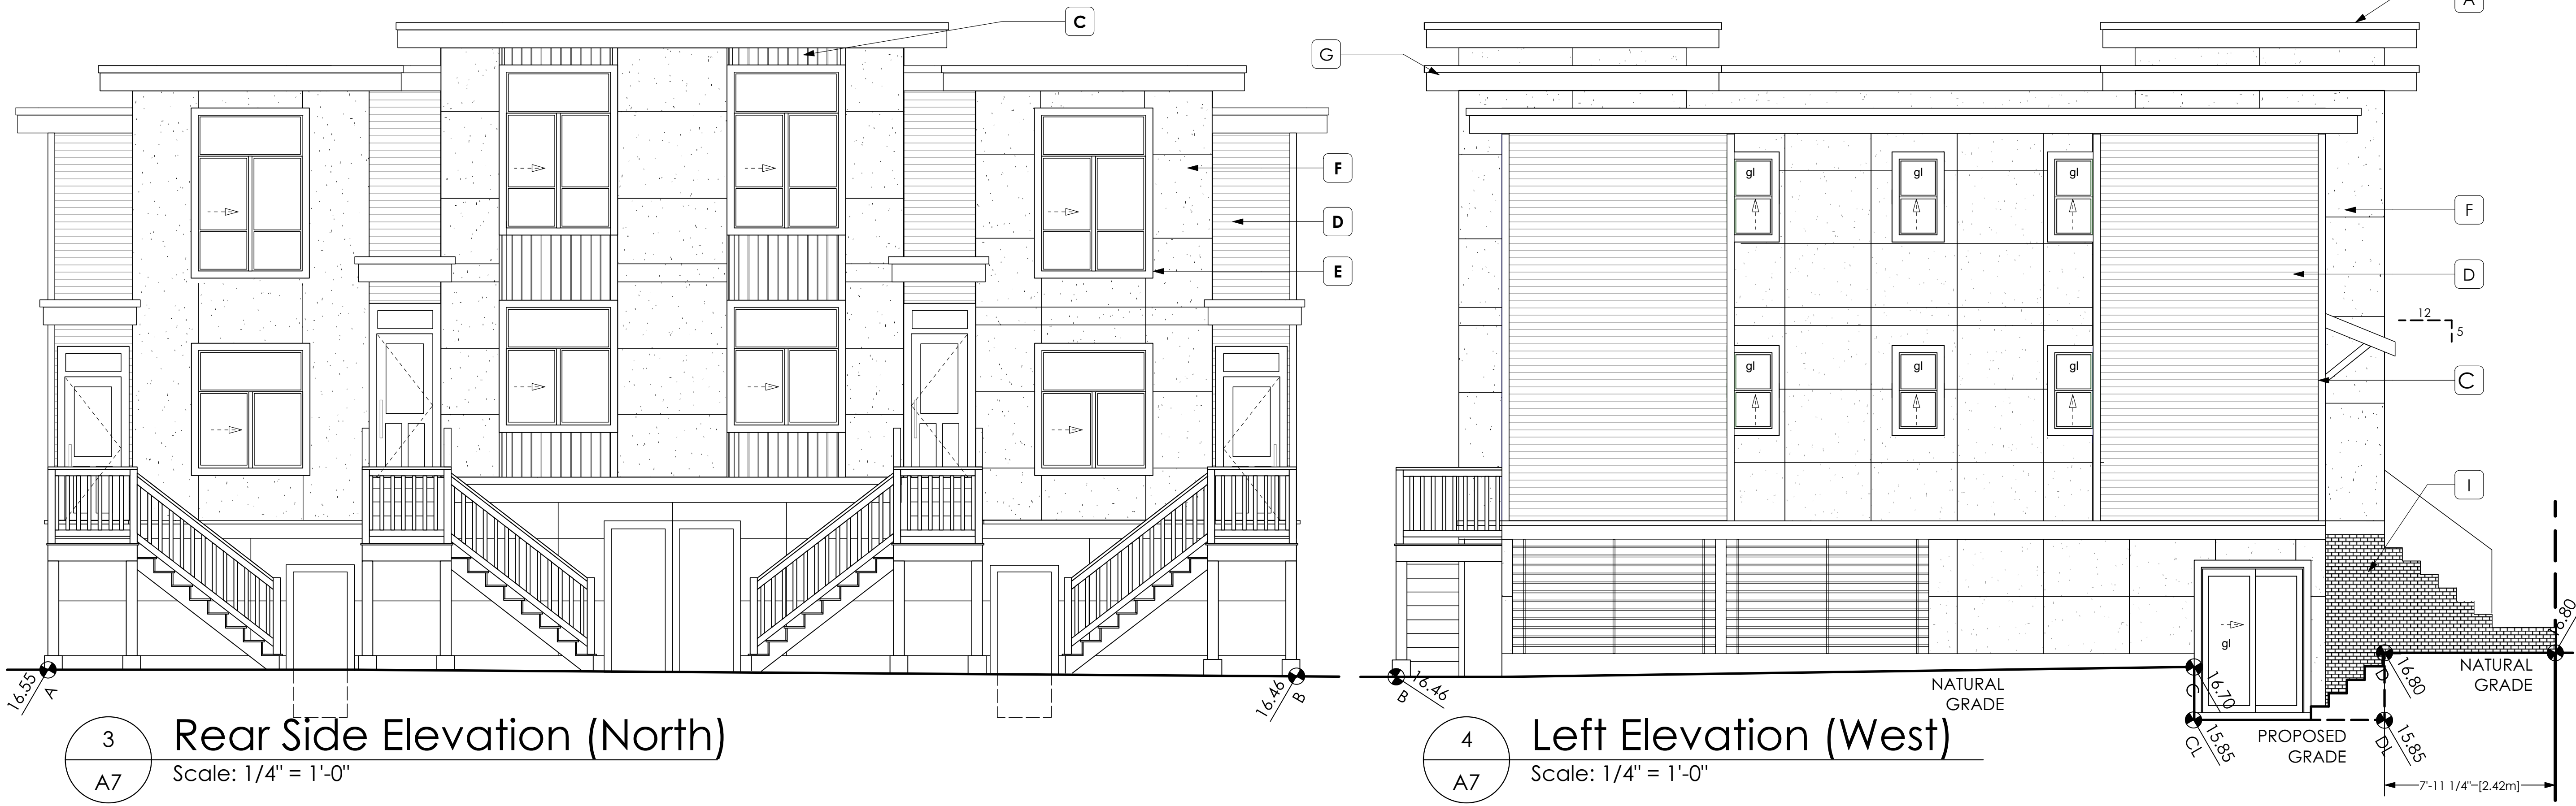 C
F
D
E
16.55
A
16.46
B
3
A7
Rear Side Elevation (North)
Scale: 1/4" = 1'-0"
A
G
gl
gl
gl
F
D
12
5
gl
gl
gl
C
I
gl
16.46
B
NATURAL
GRADE
C
16.70
CL
15.85
D
16.80
DL
15.85
16.80
NATURAL
GRADE
PROPOSED
GRADE
7'-11 1/4" [2.42m]
4
A7
Left Elevation (West)
Scale: 1/4" = 1'-0"